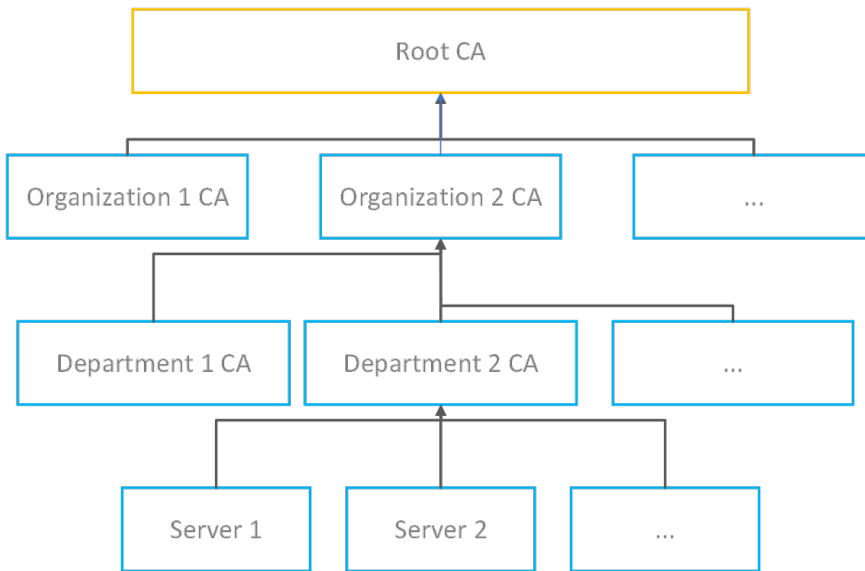 Root CA
Organization 1 CA
Organization 2 CA
...
Department 1 CA
Department 2 CA
...
Server 1
Server 2
...